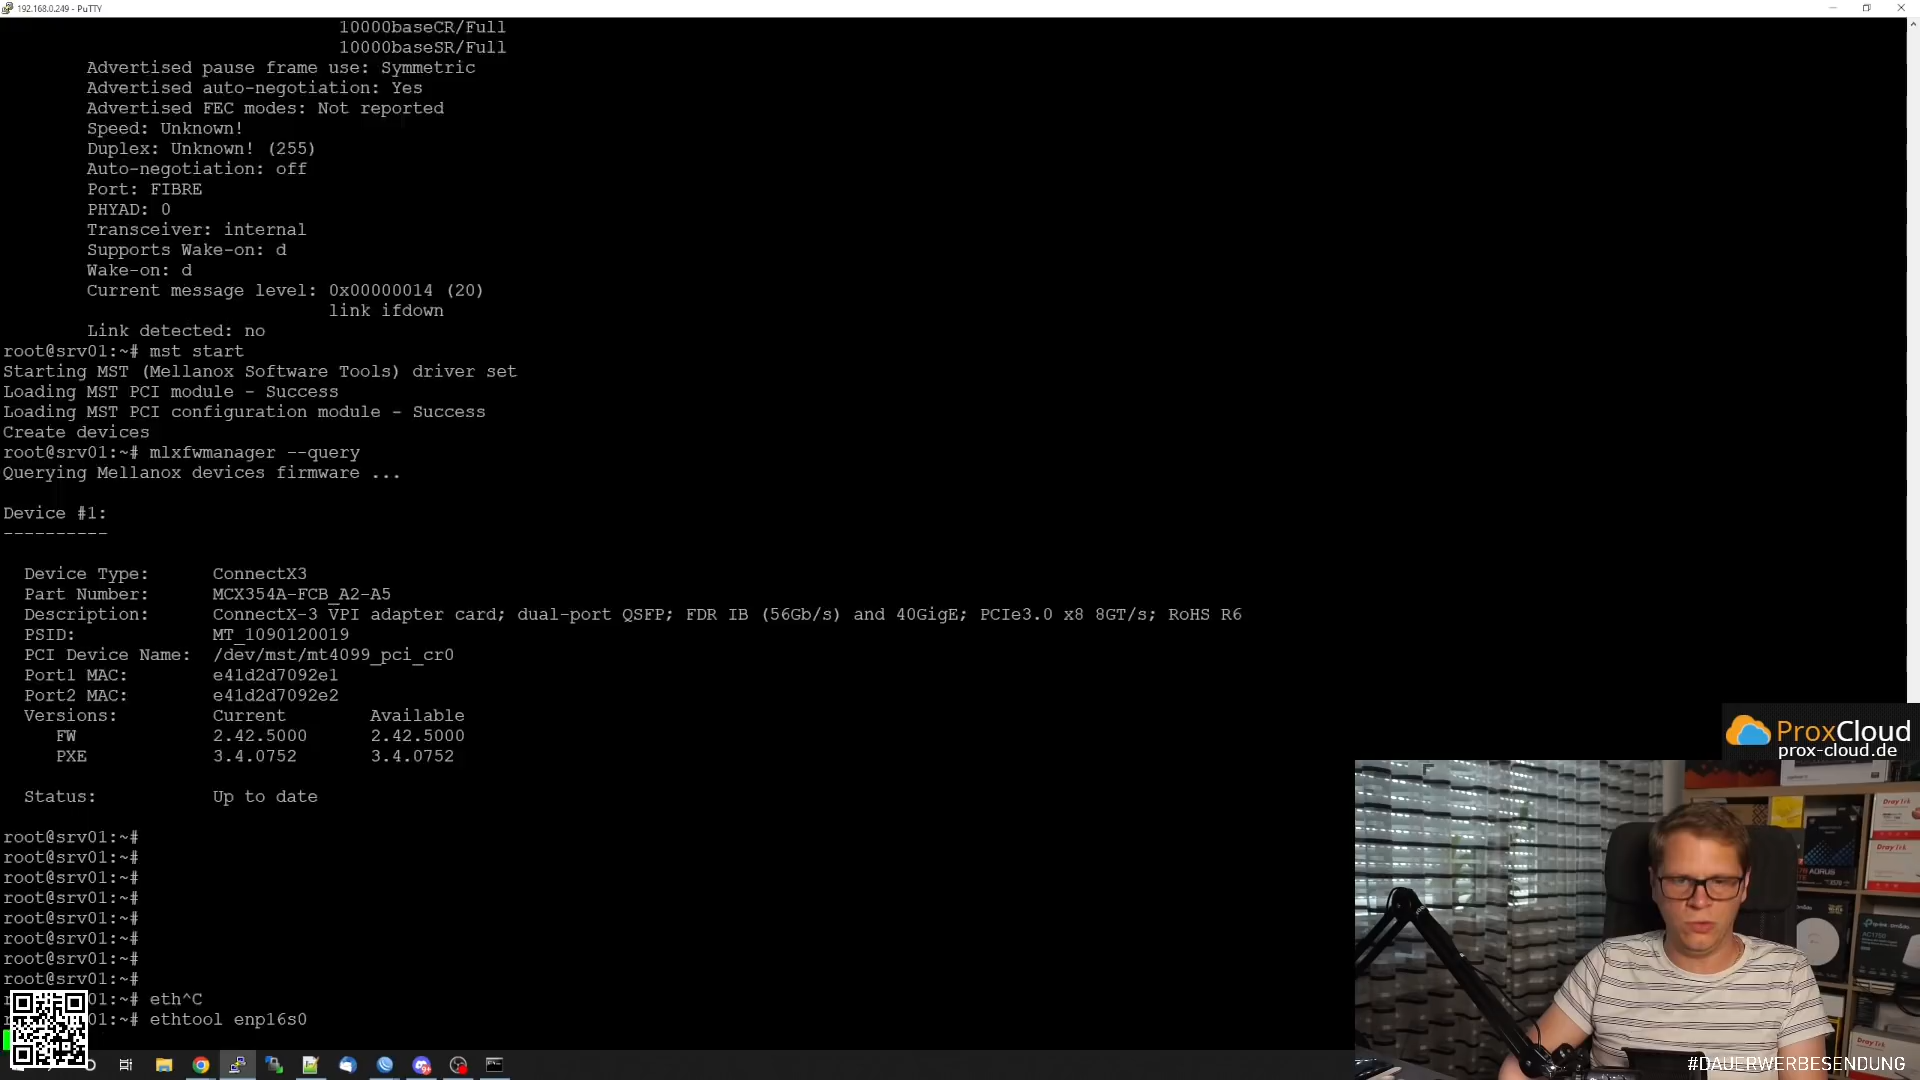 192.168.0.249 - PuTTY
10000baseCR/Full
10000baseSR/Full
Advertised pause frame use: Symmetric
Advertised auto-negotiation: Yes
Advertised FEC modes: Not reported
Speed: Unknown!
Duplex: Unknown! (255)
Auto-negotiation: off
Port: FIBRE
PHYAD: 0
Transceiver: internal
Supports Wake-on: d
Wake-on: d
Current message level: 0x00000014 (20)
link ifdown
Link detected: no
root@srv01:~# mst start
Starting MST (Mellanox Software Tools) driver set
Loading MST PCI module - Success
Loading MST PCI configuration module - Success
Create devices
root@srv01:~# mlxfwmanager --query
Querying Mellanox devices firmware ...
Device #1:
----------
Device Type: ConnectX3
Part Number: MCX354A-FCB_A2-A5
Description: ConnectX-3 VPI adapter card; dual-port QSFP; FDR IB (56Gb/s) and 40GigE; PCIe3.0 x8 8GT/s; RoHS R6
PSID: MT_1090120019
PCI Device Name: /dev/mst/mt4099_pci_cr0
Port1 MAC: e41d2d7092e1
Port2 MAC: e41d2d7092e2
Versions: Current Available
FW 2.42.5000 2.42.5000
PXE 3.4.0752 3.4.0752
Status: Up to date
root@srv01:~#
root@srv01:~#
root@srv01:~#
root@srv01:~#
root@srv01:~#
root@srv01:~#
root@srv01:~#
root@srv01:~#
01:~# eth^C
01:~# ethtool enp16s0
ProxCloud
prox-cloud.de
#DAUERWERBESENDUNG